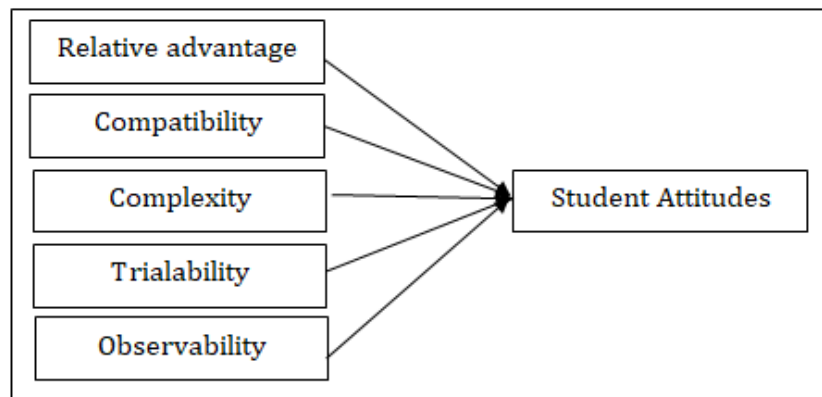 Relative advantage
Compatibility
Complexity
Trialability
Observability
Student Attitudes